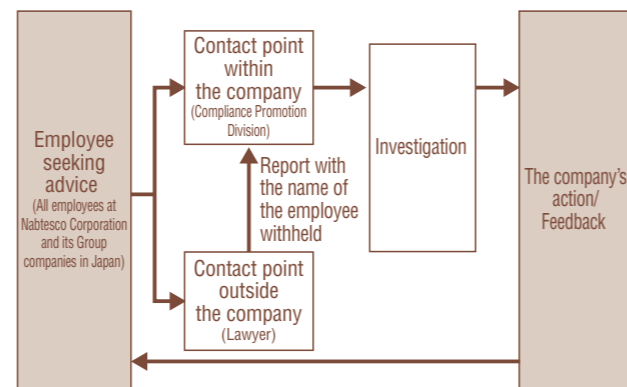 Employee
seeking
advice
(All employees at
Nabtesco Corporation
and its Group
companies in Japan)
Contact point
within
the company
(Compliance Promotion
Division)
Report with
the name of
the employee
withheld
Contact point
outside
the company
(Lawyer)
Investigation
The company’s
action/
Feedback